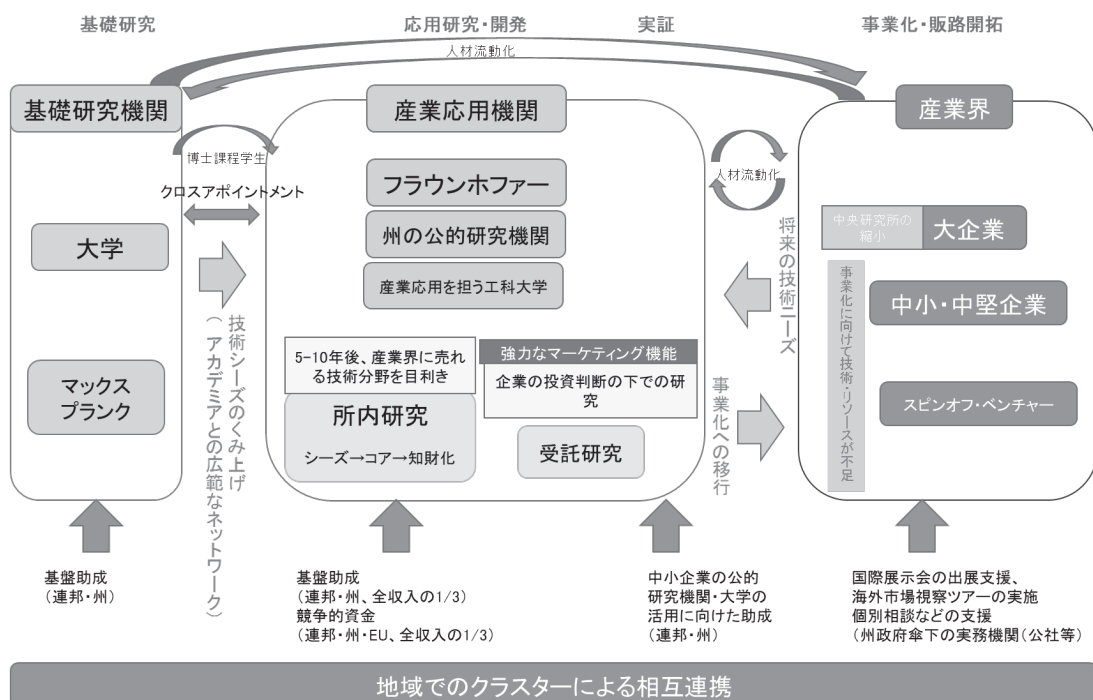 基礎研究
応用研究・開発
実証
事業化・販路開拓
人材流動化
基礎研究機関
産業応用機関
産業界
博士課程学生
クロスアポイントメント
人材流動化
大学
マックス
プランク
技術シーズのくみ上げ
(アカデミアとの広範なネットワーク)
フラウンホファー
州の公的研究機関
産業応用を担う工科大学
5-10年後、産業界に売れ
る技術分野を目利き
所内研究
シーズ→コア→知財化
強力なマーケティング機能
企業の投資判断の下での研
究
受託研究
将来の技術ニーズ
事業化への移行
中央研究所の
縮小
大企業
中小・中堅企業
スピンオフ・ベンチャー
事業化に向けて技術・リソースが不足
基盤助成
(連邦・州)
基盤助成
(連邦・州、全収入の1/3)
競争的資金
(連邦・州・EU、全収入の1/3)
中小企業の公的
研究機関・大学の
活用に向けた助成
(連邦・州)
国際展示会の出展支援、
海外市場視察ツアーの実施
個別相談などの支援
(州政府傘下の実務機関(公社等)
地域でのクラスターによる相互連携